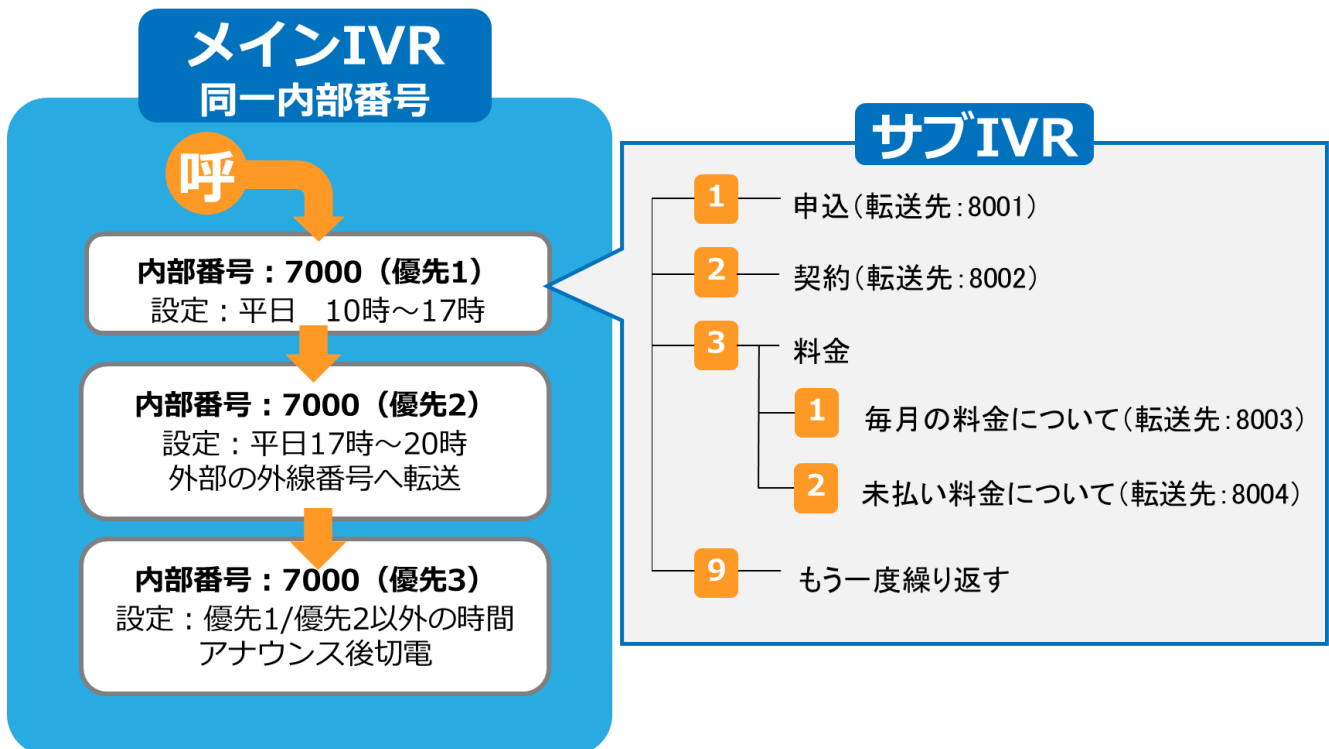 メインIVR
同一内部番号
呼
内部番号：7000（優先1）
設定：平日　10時～17時
内部番号：7000（優先2）
設定：平日17時～20時
外部の外線番号へ転送
内部番号：7000（優先3）
設定：優先1/優先2以外の時間
アナウンス後切電
サブIVR
1 申込（転送先：8001）
2 契約（転送先：8002）
3 料金
1 毎月の料金について（転送先：8003）
2 未払い料金について（転送先：8004）
9 もう一度繰り返す